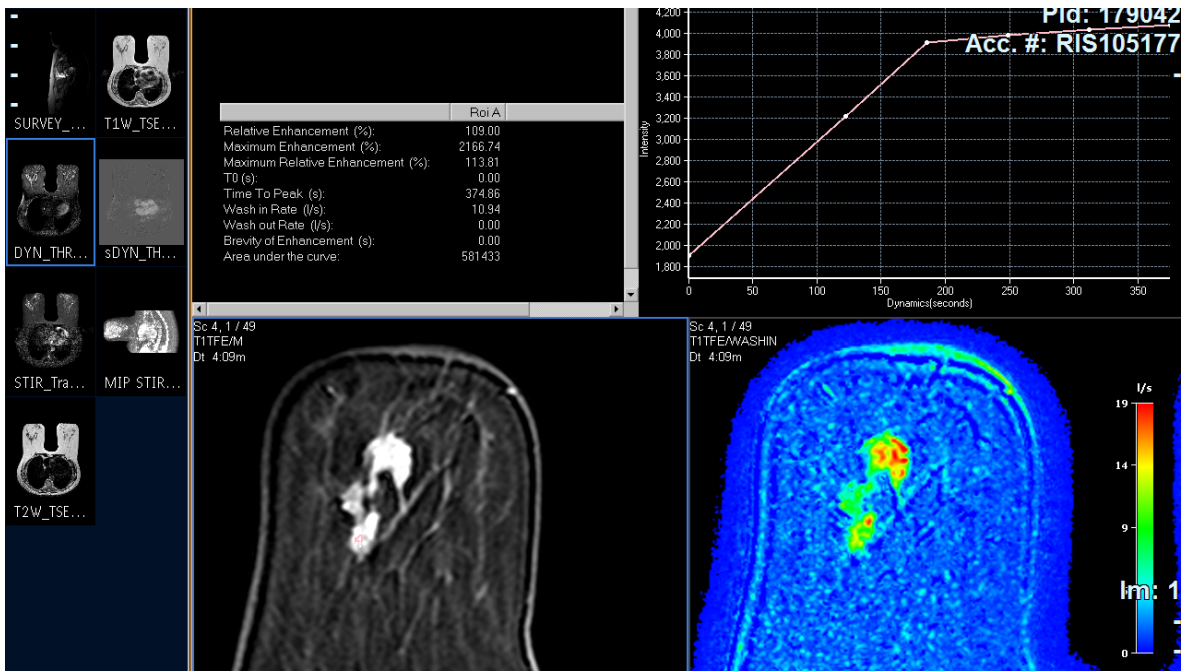 SURVEY_...
T1W_TSE...
DYN_THR...
sDYN_TH...
STIR_Tra...
MIP STIR...
T2W_TSE...
Roi A
Relative Enhancement (%): 109.00
Maximum Enhancement (%): 2166.74
Maximum Relative Enhancement (%): 113.81
T0 (s): 0.00
Time To Peak (s): 374.86
Wash in Rate (l/s): 10.94
Wash out Rate (l/s): 0.00
Brevity of Enhancement (s): 0.00
Area under the curve: 581433
PId: 179042
Acc. #: RIS105177
4,200
4,000
3,800
3,600
3,400
3,200
3,000
2,800
2,600
2,400
2,200
2,000
1,800
Intensity
0 50 100 150 200 250 300 350
Dynamics(seconds)
Sc 4, 1 / 49
T1TFE/M
Dt 4:09m
Sc 4, 1 / 49
T1TFE/WASHIN
Dt 4:09m
l/s
19
14
9
Im: 1
0